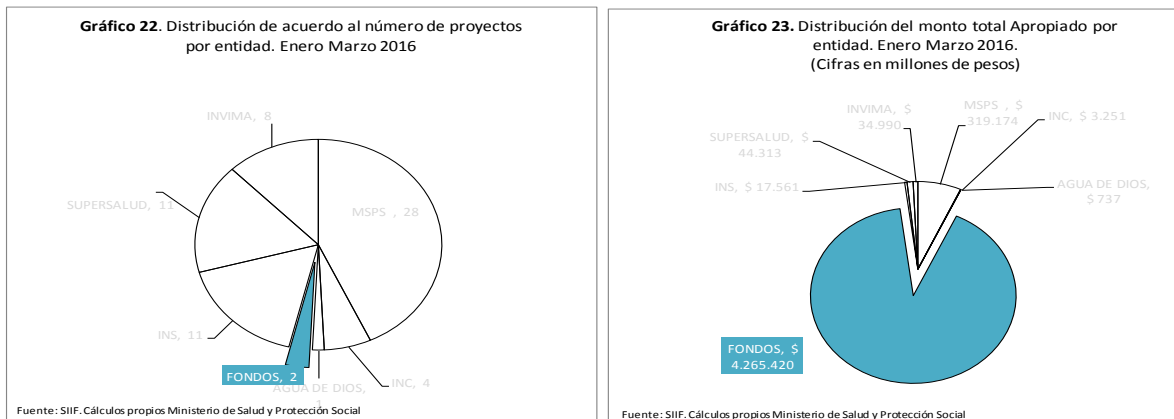 Gráfico 22. Distribución de acuerdo al número de proyectos
por entidad. Enero Marzo 2016
INVIMA, 8
SUPERSALUD, 11
MSPS , 28
INS, 11
FONDOS, 2
AGUA DE DIOS,
1
INC, 4
Fuente: SIIF. Cálculos propios Ministerio de Salud y Protección Social
Gráfico 23. Distribución del monto total Apropiado por
entidad. Enero Marzo 2016.
(Cifras en millones de pesos)
INVIMA, $
34.990
MSPS , $
319.174
INC, $ 3.251
SUPERSALUD, $
44.313
INS, $ 17.561
AGUA DE DIOS,
$ 737
FONDOS, $
4.265.420
Fuente: SIIF. Cálculos propios Ministerio de Salud y Protección Social